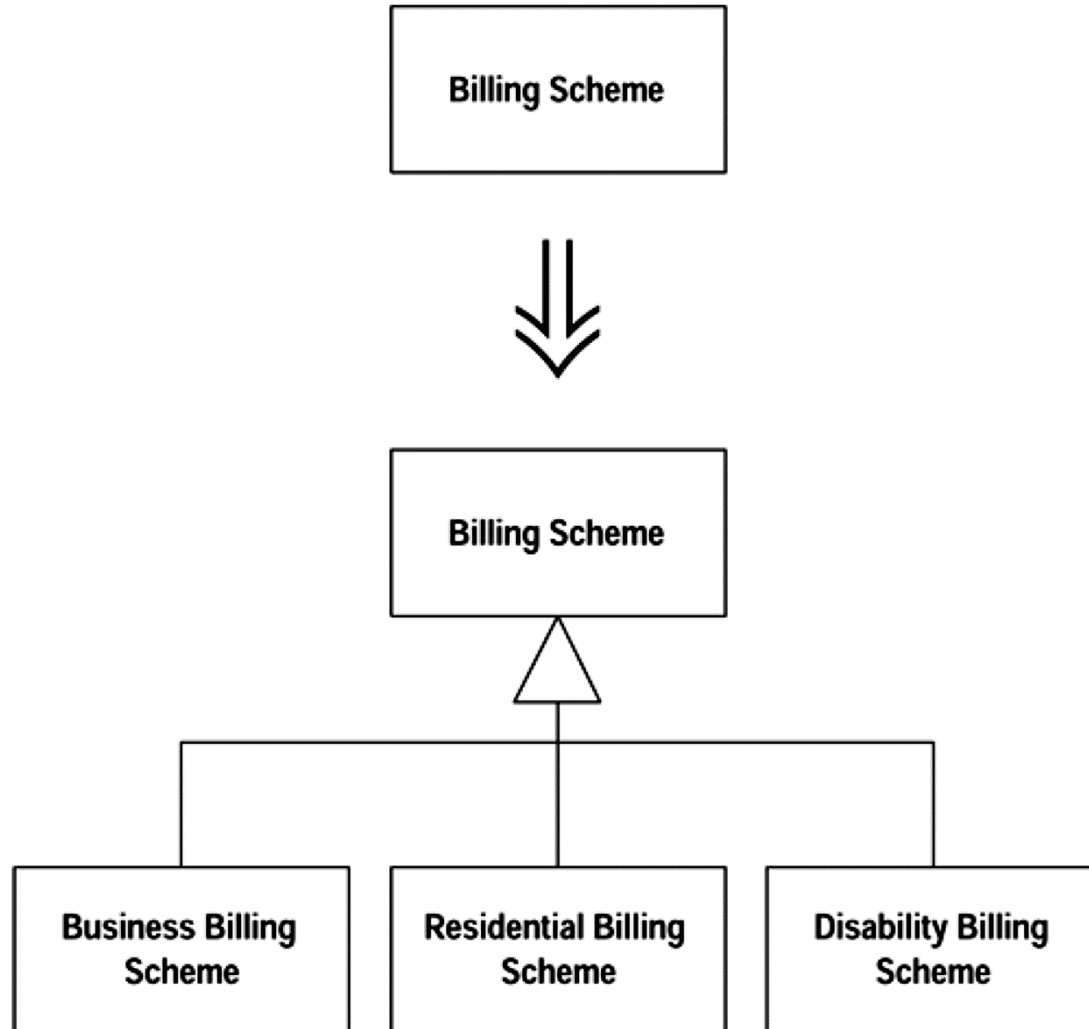 Billing Scheme
Billing Scheme
Business Billing
Scheme
Residential Billing
Scheme
Disability Billing
Scheme